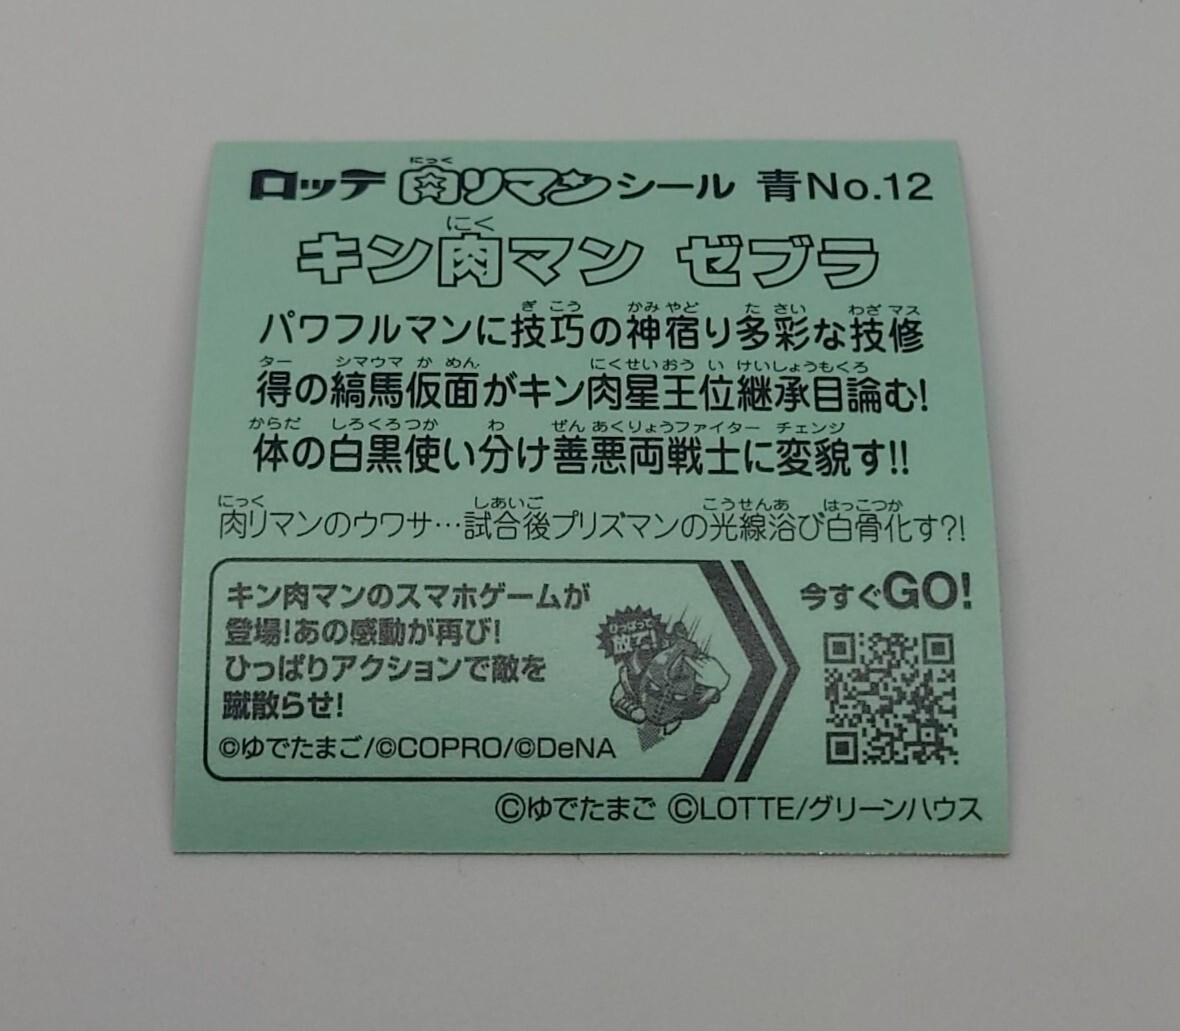 ロッテ 肉リマンシール 青No.12
にっく
キン肉マン ゼブラ
にく
パワフルマンに技巧の神宿り多彩な技修
ぎ こう かみ やど た さい わざ マス
得の縞馬仮面がキン肉星王位継承目論む!
ター シマウマ か めん にくせいおう い けいしょうもくろ
体の白黒使い分け善悪両戦士に変貌す!!
からだ しろくろつか わ ぜん あくりょうファイター チェンジ
肉リマンのウワサ…試合後プリズマンの光線浴び白骨化す?!
にっく しあいご こうせんあ はっこつか
キン肉マンのスマホゲームが
登場!あの感動が再び!
ひっぱりアクションで敵を
蹴散らせ!
©ゆでたまご/©COPRO/©DeNA
ひっぱって
放て!
今すぐGO!
©ゆでたまご ©LOTTE/グリーンハウス